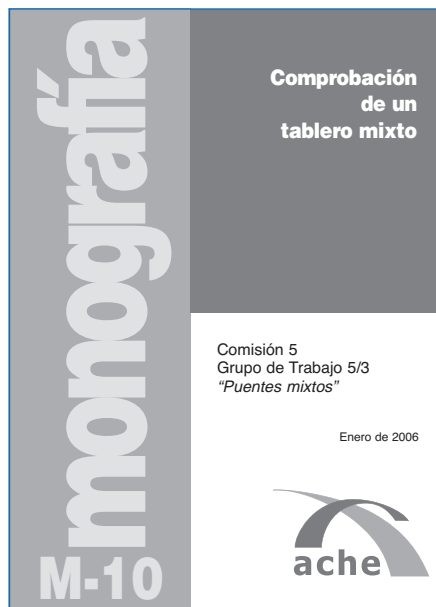 monografía
M-10
Comprobación
de un
tablero mixto
Comisión 5
Grupo de Trabajo 5/3
“Puentes mixtos”
Enero de 2006
ache